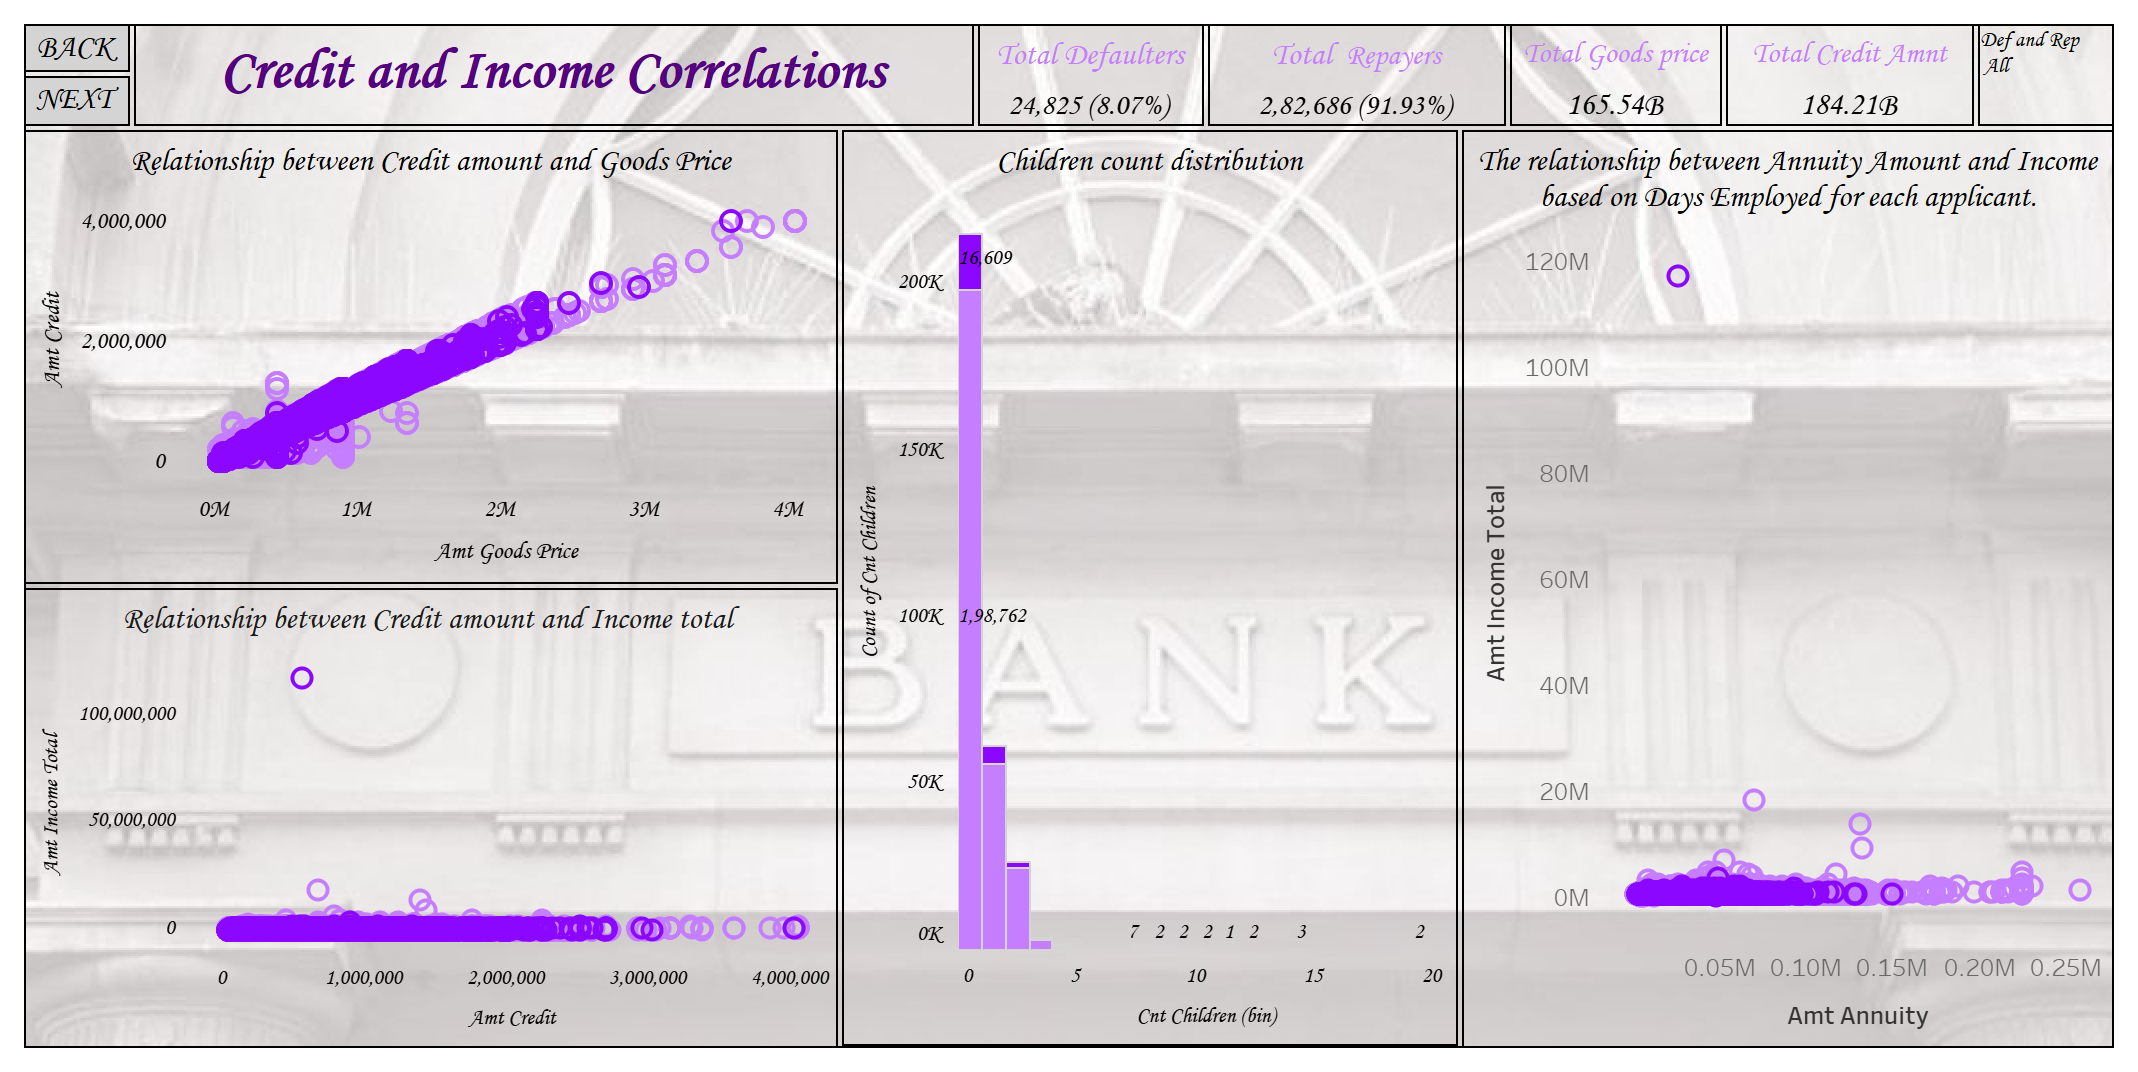 BACK
NEXT
Credit and Income Correlations
Total Defaulters
24,825 (8.07%)
Total Repayers
2,82,686 (91.93%)
Total Goods price
165.54B
Total Credit Amnt
184.21B
Def and Rep
All
Relationship between Credit amount and Goods Price
4,000,000
2,000,000
0
Amt Credit
0M 1M 2M 3M 4M
Amt Goods Price
Relationship between Credit amount and Income total
100,000,000
50,000,000
0
Amt Income Total
0 1,000,000 2,000,000 3,000,000 4,000,000
Amt Credit
Children count distribution
16,609
200K
150K
100K
1,98,762
50K
0K
Count of Cnt Children
7 2 2 2 1 2 3 2
0 5 10 15 20
Cnt Children (bin)
BANK
The relationship between Annuity Amount and Income
based on Days Employed for each applicant.
120M
100M
80M
60M
40M
20M
0M
Amt Income Total
0.05M 0.10M 0.15M 0.20M 0.25M
Amt Annuity